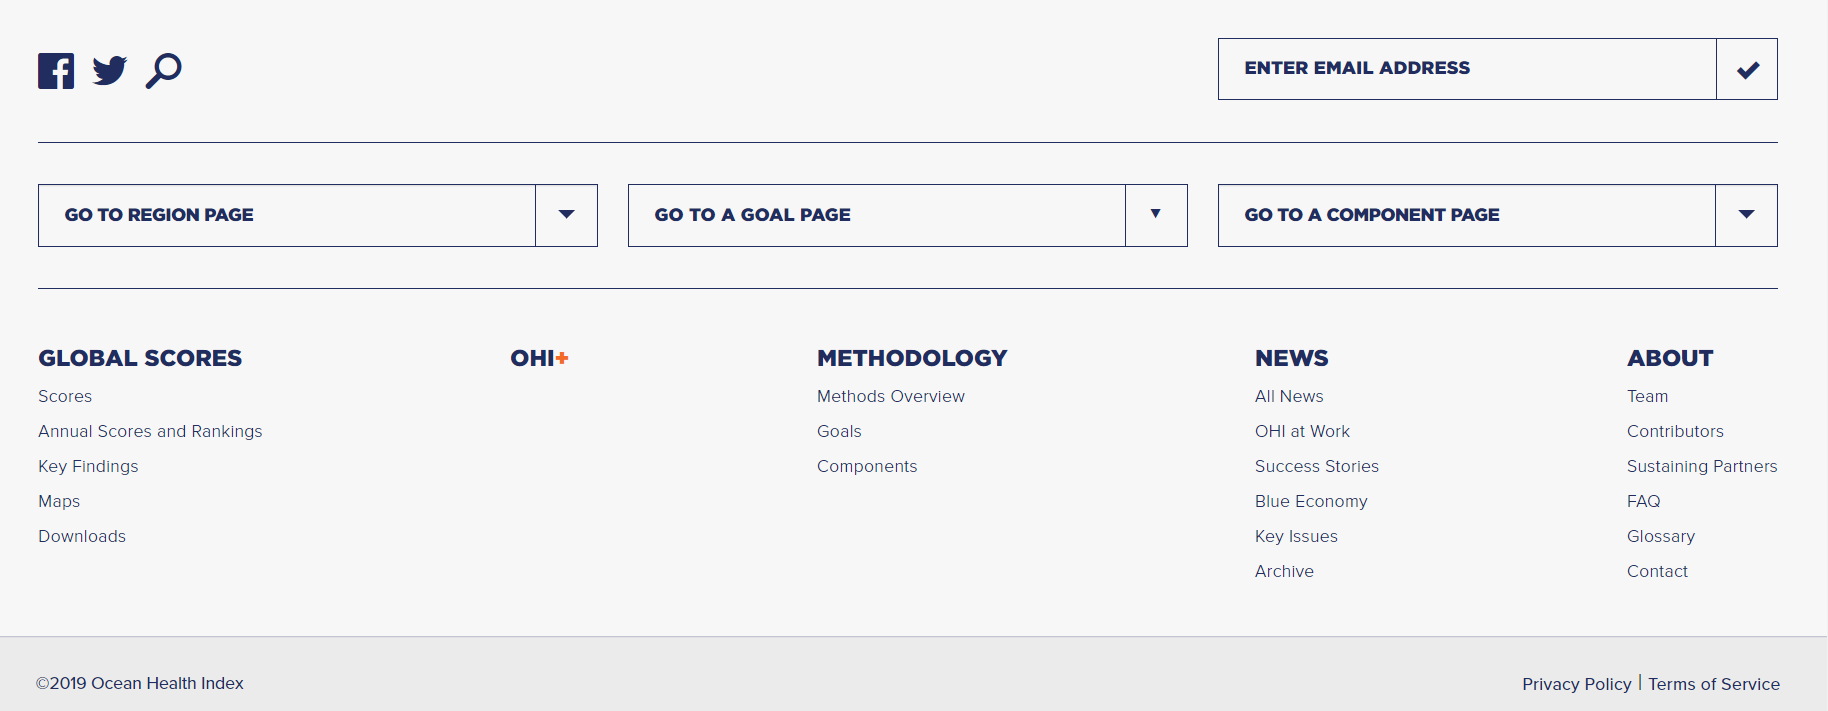 ENTER EMAIL ADDRESS
GO TO REGION PAGE
GO TO A GOAL PAGE
GO TO A COMPONENT PAGE
GLOBAL SCORES
Scores
Annual Scores and Rankings
Key Findings
Maps
Downloads
OHI+
METHODOLOGY
Methods Overview
Goals
Components
NEWS
All News
OHI at Work
Success Stories
Blue Economy
Key Issues
Archive
ABOUT
Team
Contributors
Sustaining Partners
FAQ
Glossary
Contact
©2019 Ocean Health Index
Privacy Policy | Terms of Service